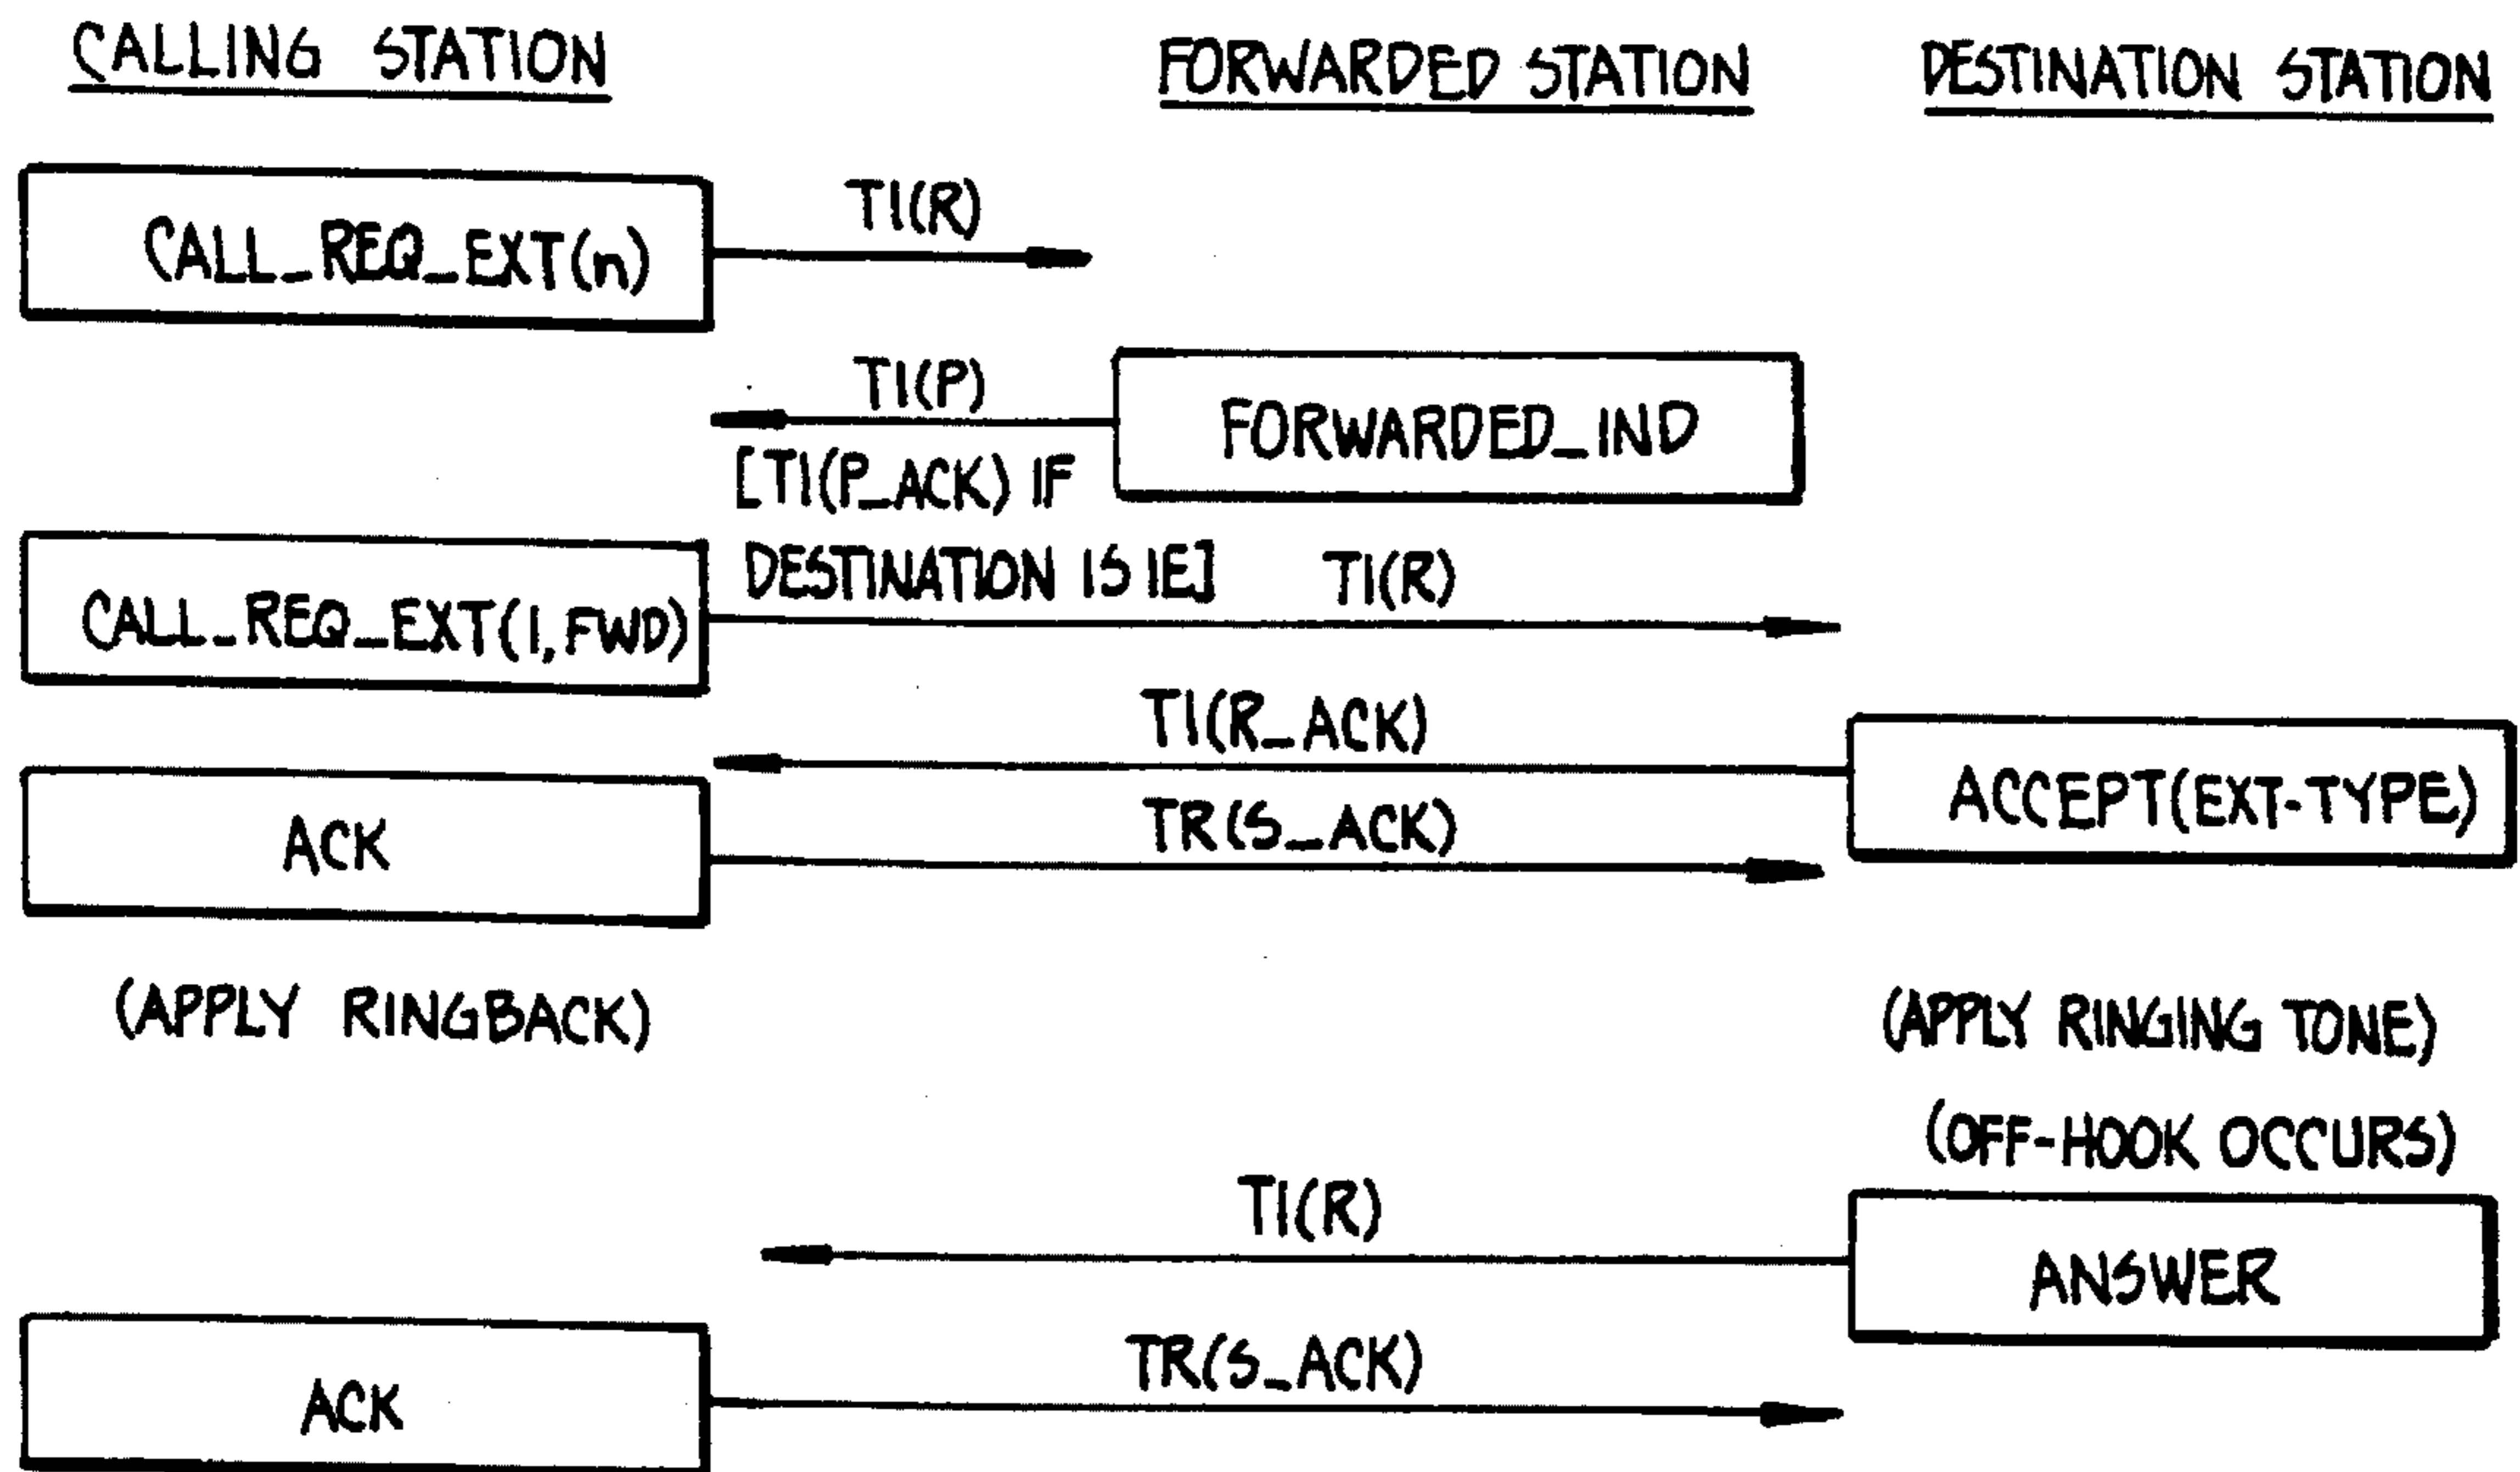 CALLING STATION
FORWARDED STATION
DESTINATION STATION
CALL_REQ_EXT(n)
TI(R)
TI(P)
FORWARDED_IND
[TI(P_ACK) IF
DESTINATION IS IE]
TI(R)
CALL_REQ_EXT(I,FWD)
TI(R_ACK)
ACCEPT(EXT-TYPE)
ACK
TR(S_ACK)
(APPLY RINGBACK)
(APPLY RINGING TONE)
(OFF-HOOK OCCURS)
TI(R)
ANSWER
TR(S_ACK)
ACK